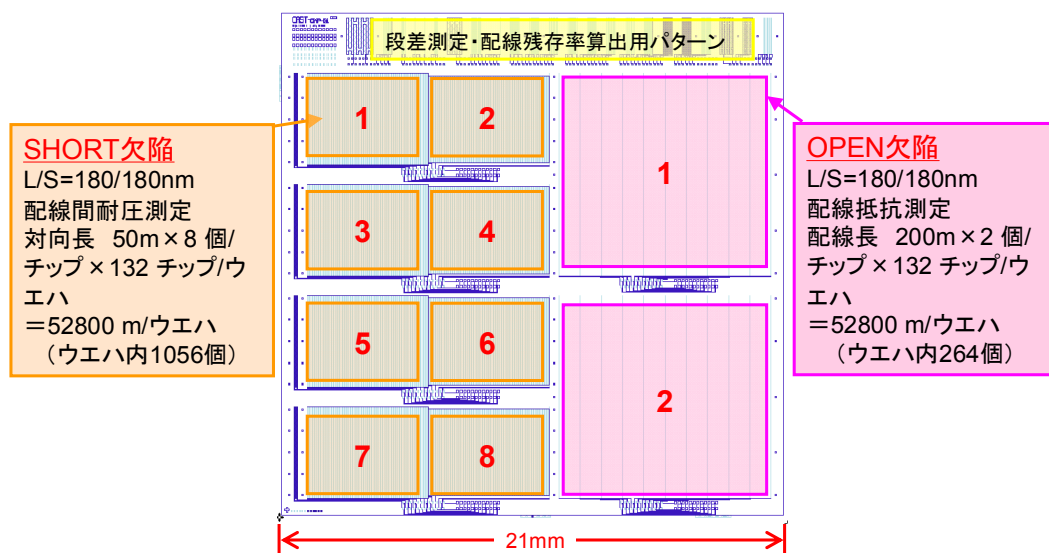 段差測定・配線残存率算出用パターン
SHORT欠陥
L/S=180/180nm
配線間耐圧測定
対向長 50m×8 個/
チップ×132 チップ/ウ
エハ
=52800 m/ウエハ
(ウエハ内1056個)
1
2
3
4
5
6
7
8
1
2
OPEN欠陥
L/S=180/180nm
配線抵抗測定
配線長 200m×2 個/
チップ×132 チップ/ウ
エハ
=52800 m/ウエハ
(ウエハ内264個)
21mm